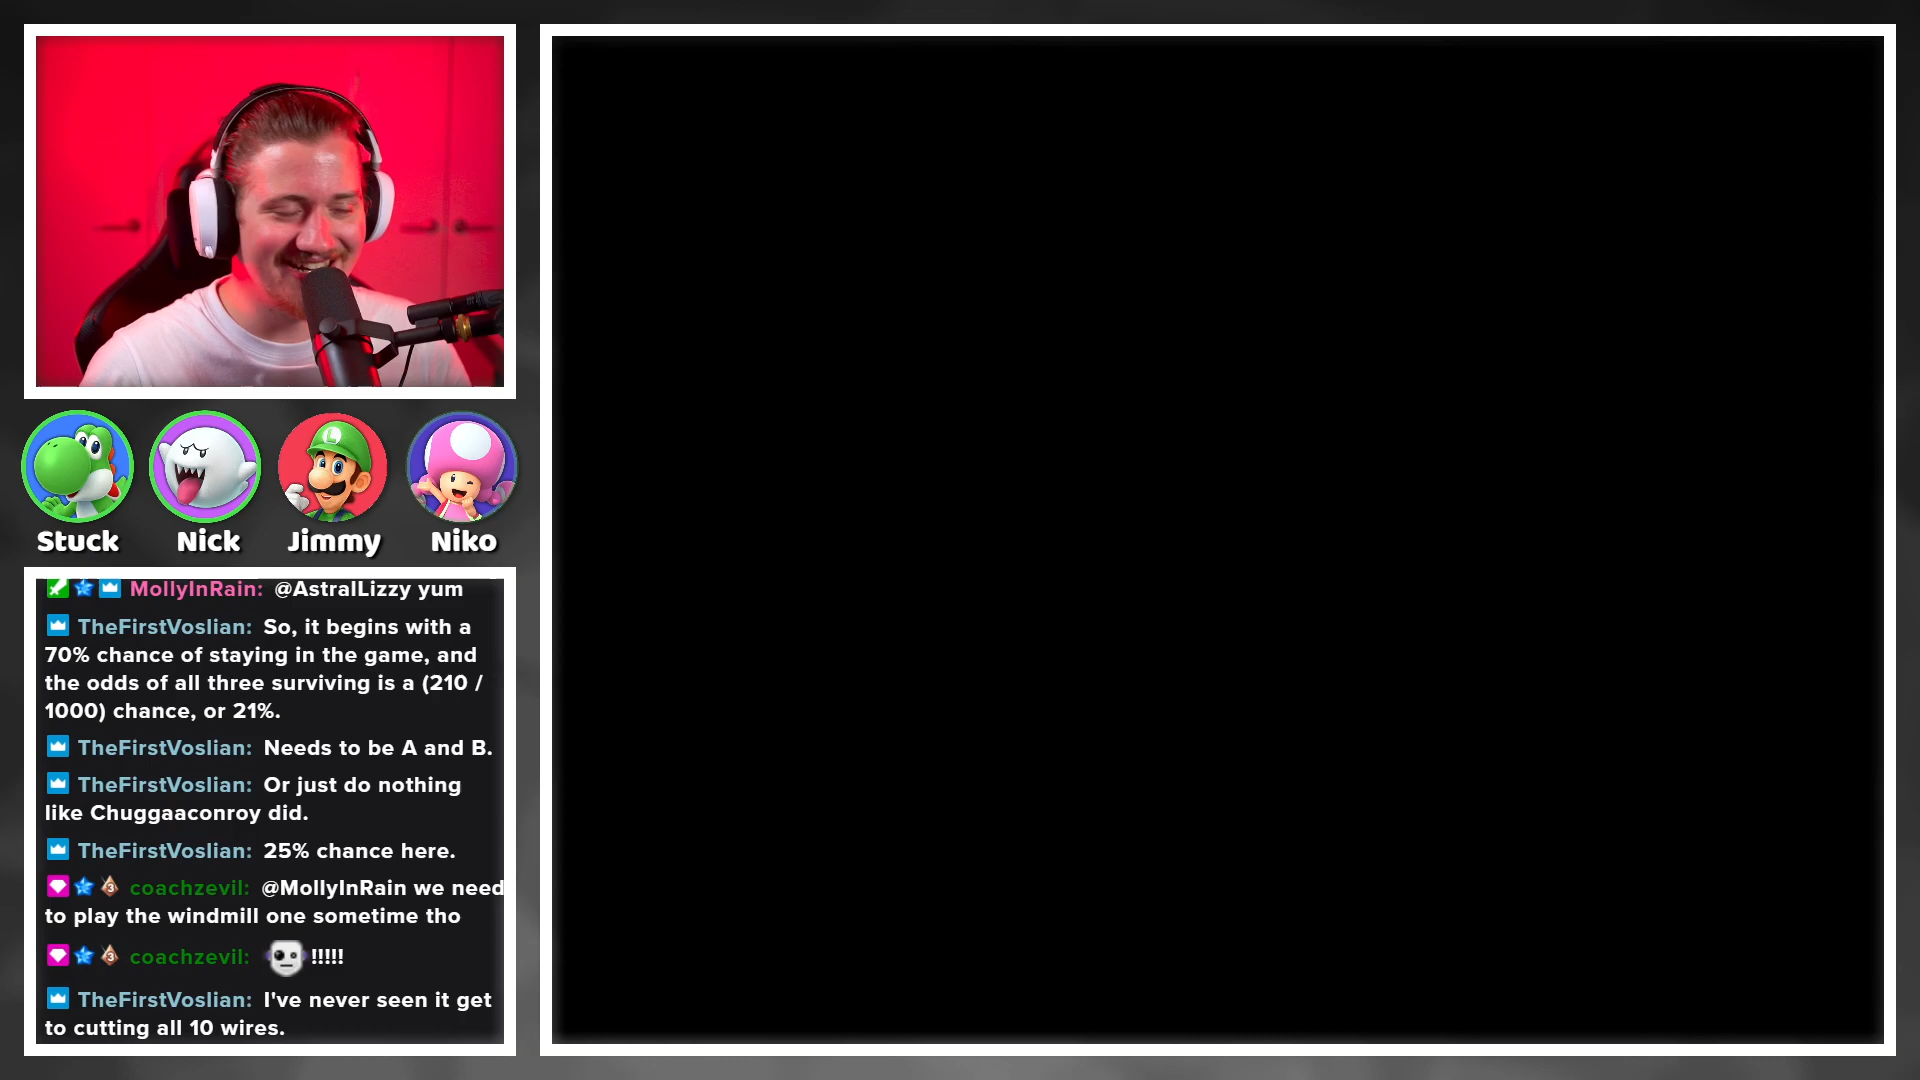 Stuck Nick Jimmy Niko
MollyInRain: @AstralLizzy yum
TheFirstVoslian: So, it begins with a
70% chance of staying in the game, and
the odds of all three surviving is a (210 /
1000) chance, or 21%.
TheFirstVoslian: Needs to be A and B.
TheFirstVoslian: Or just do nothing
like Chuggaaconroy did.
TheFirstVoslian: 25% chance here.
coachzevil: @MollyInRain we need
to play the windmill one sometime tho
coachzevil: !!!!!
TheFirstVoslian: I've never seen it get
to cutting all 10 wires.